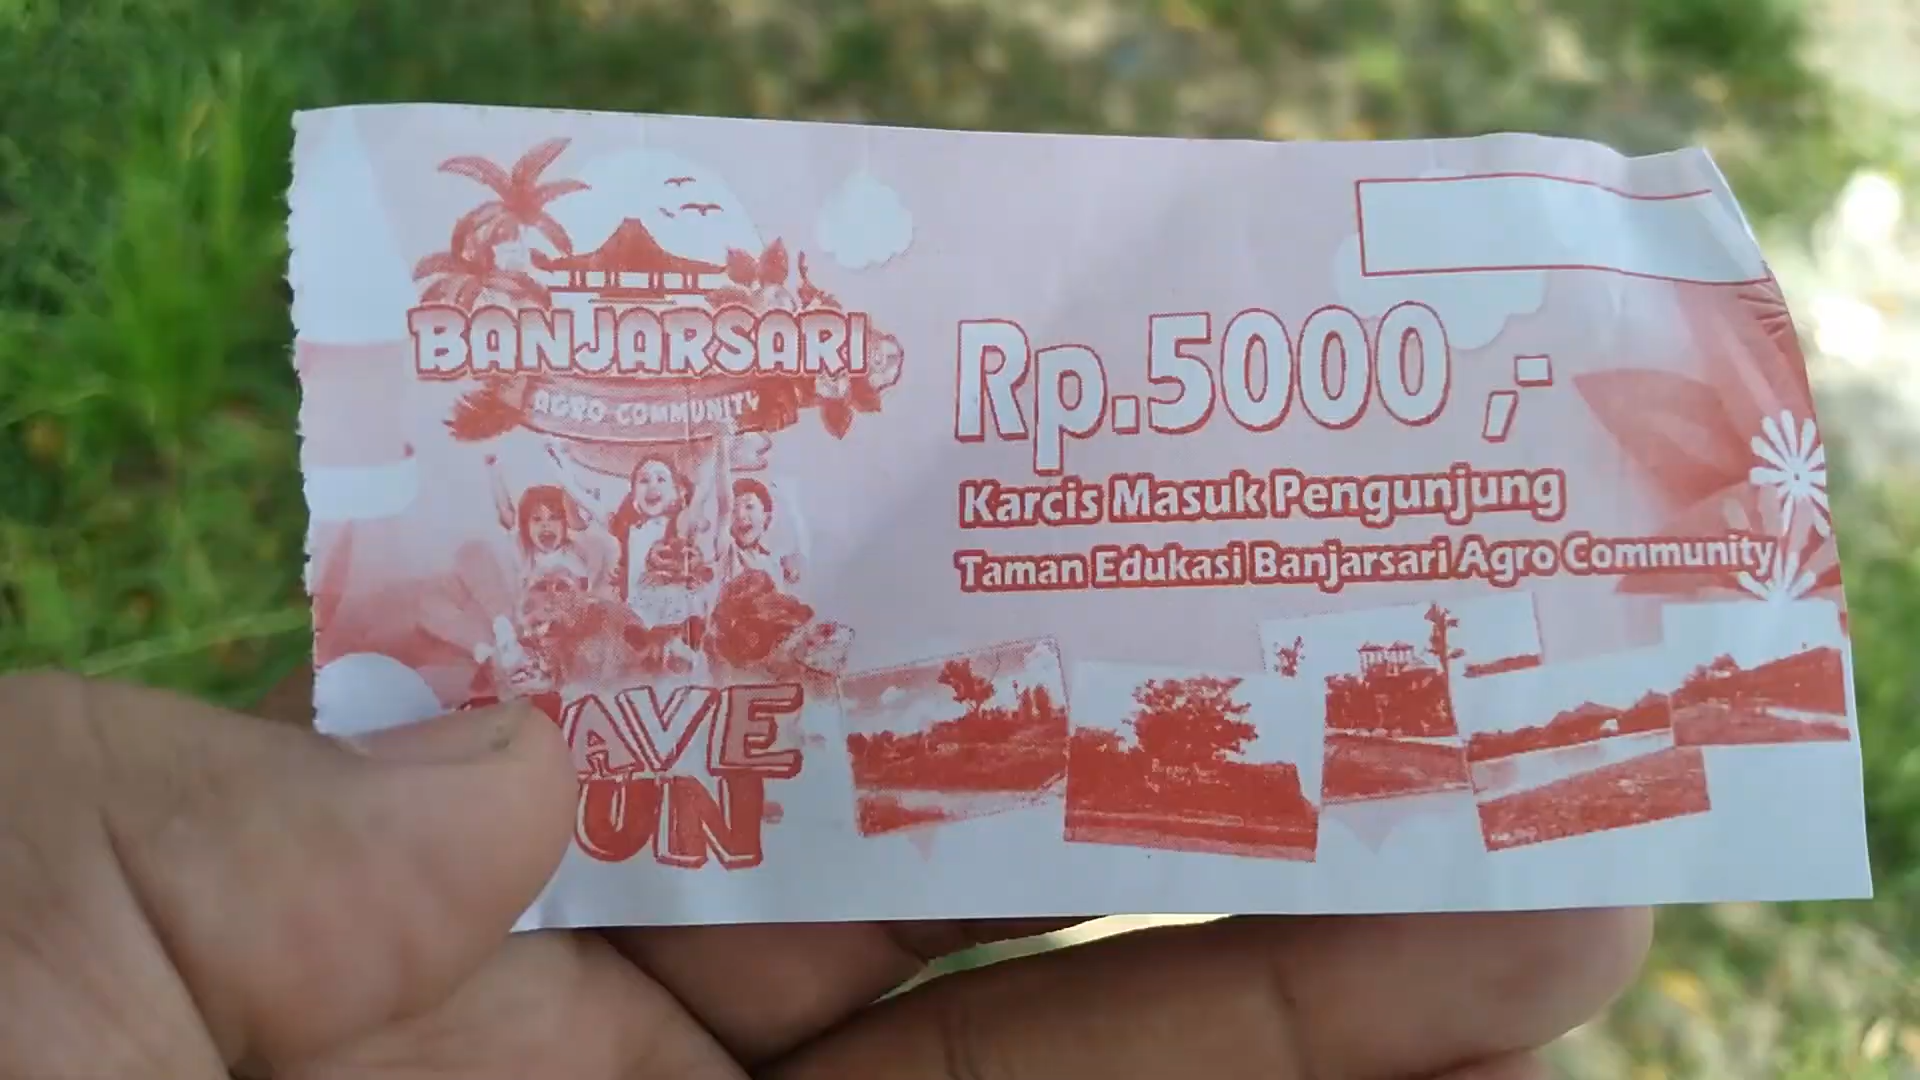 BANJARSARI
AGRO COMMUNITY
Rp.5000,-
Karcis Masuk Pengunjung
Taman Edukasi Banjarsari Agro Community